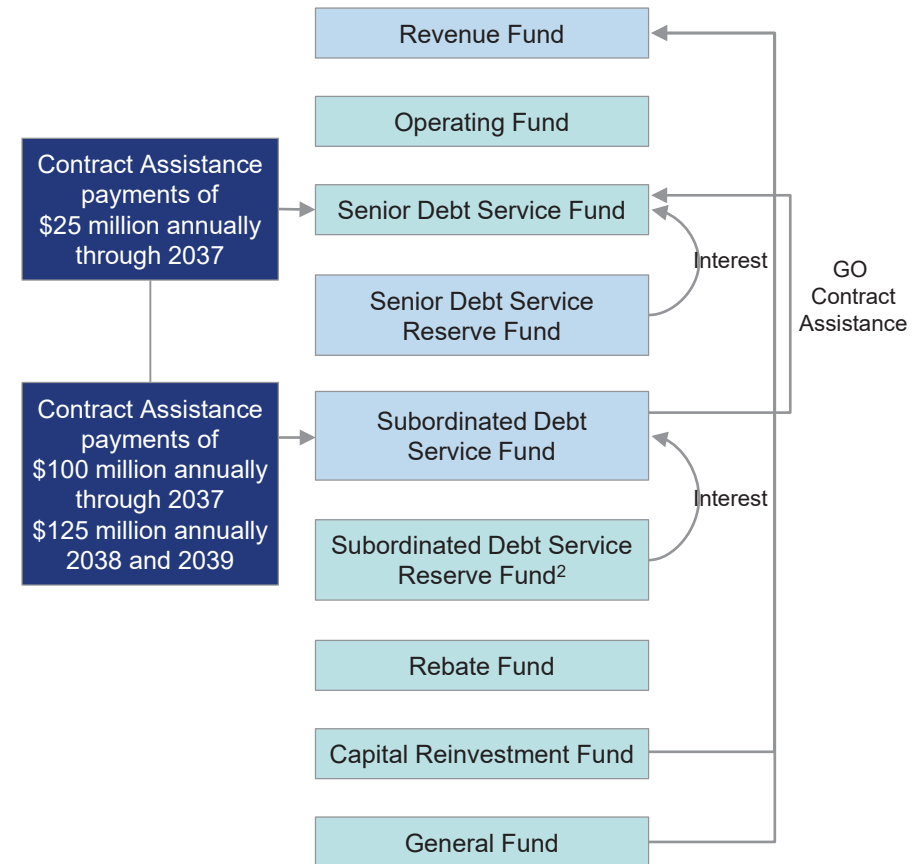 Revenue Fund
Operating Fund
Contract Assistance
payments of
$25 million annually
through 2037
Senior Debt Service Fund
Interest
GO
Contract
Assistance
Senior Debt Service
Reserve Fund
Contract Assistance
payments of
$100 million annually
through 2037
$125 million annually
2038 and 2039
Subordinated Debt
Service Fund
Interest
Subordinated Debt Service
Reserve Fund²
Rebate Fund
Capital Reinvestment Fund
General Fund